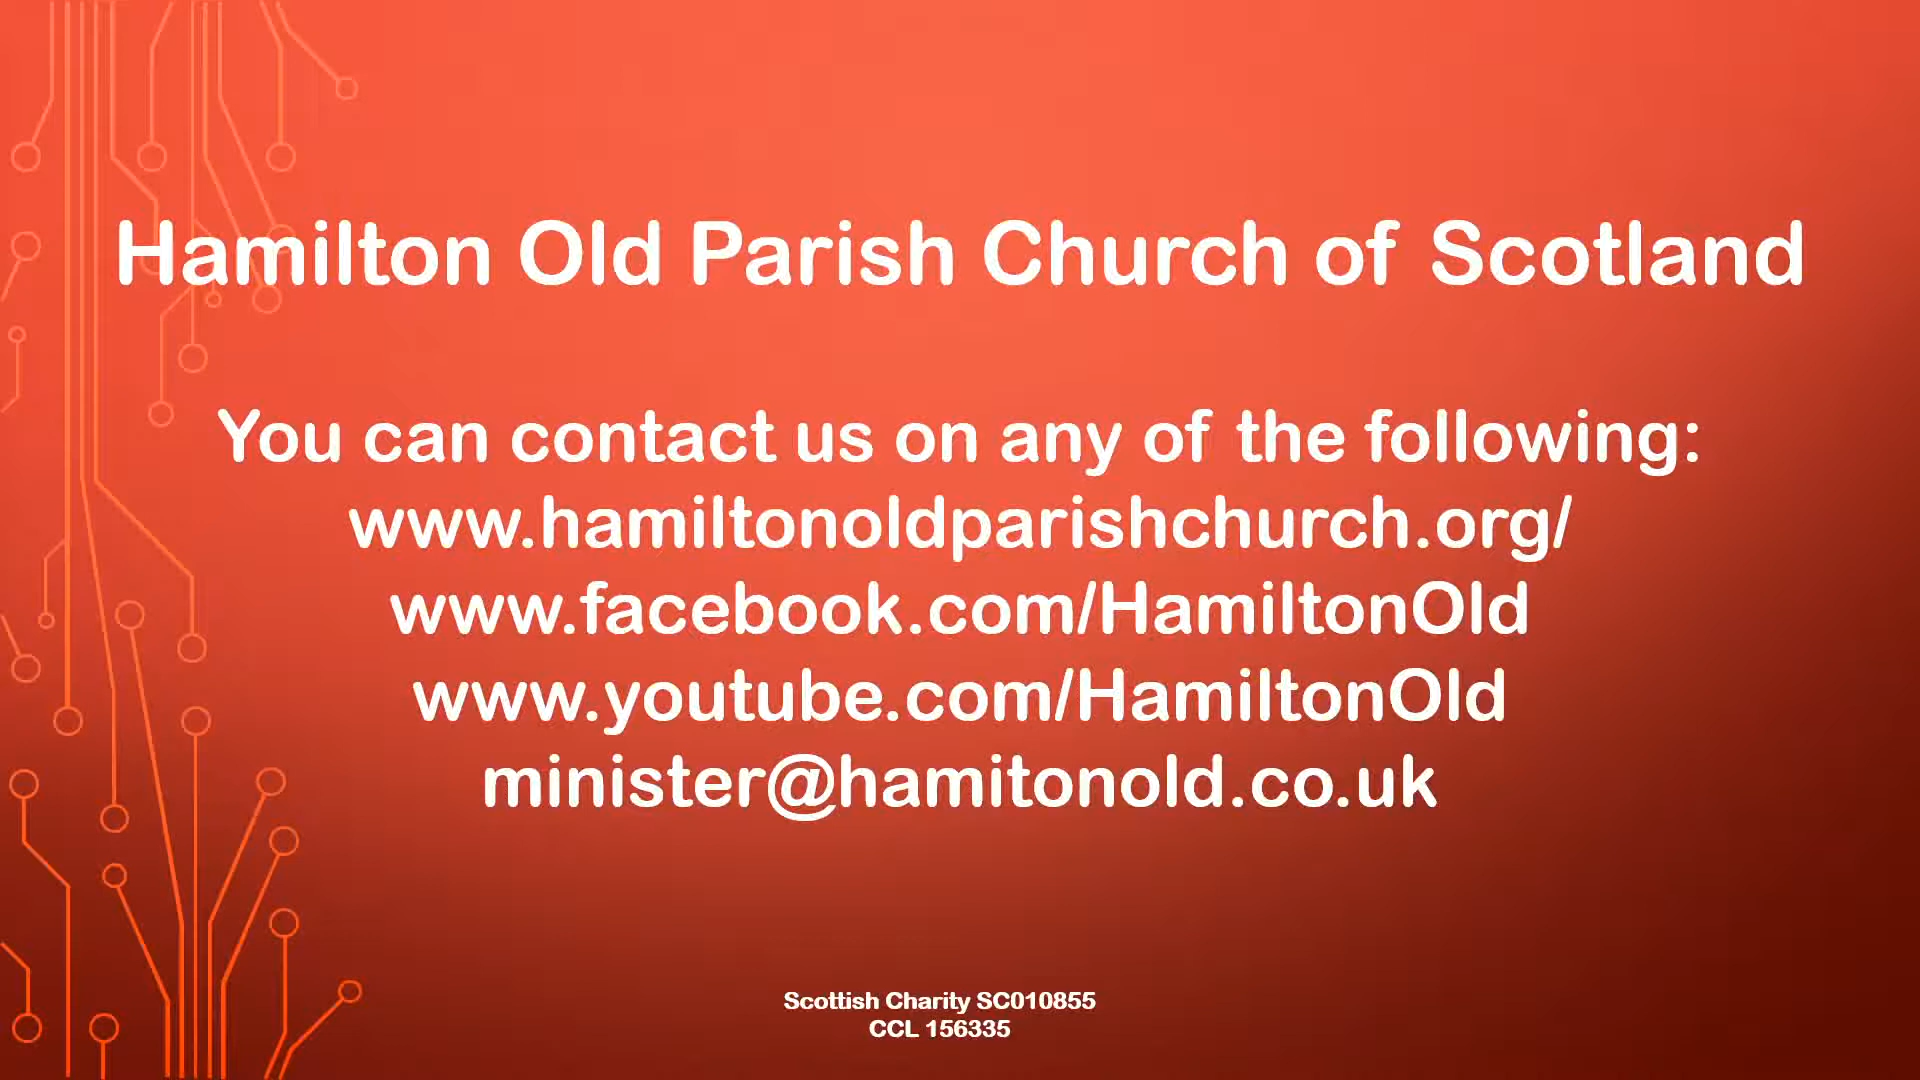 Hamilton Old Parish Church of Scotland
You can contact us on any of the following:
www.hamiltonoldparishchurch.org/
www.facebook.com/HamiltonOld
www.youtube.com/HamiltonOld
minister@hamitonold.co.uk
Scottish Charity SC010855
CCL 156335